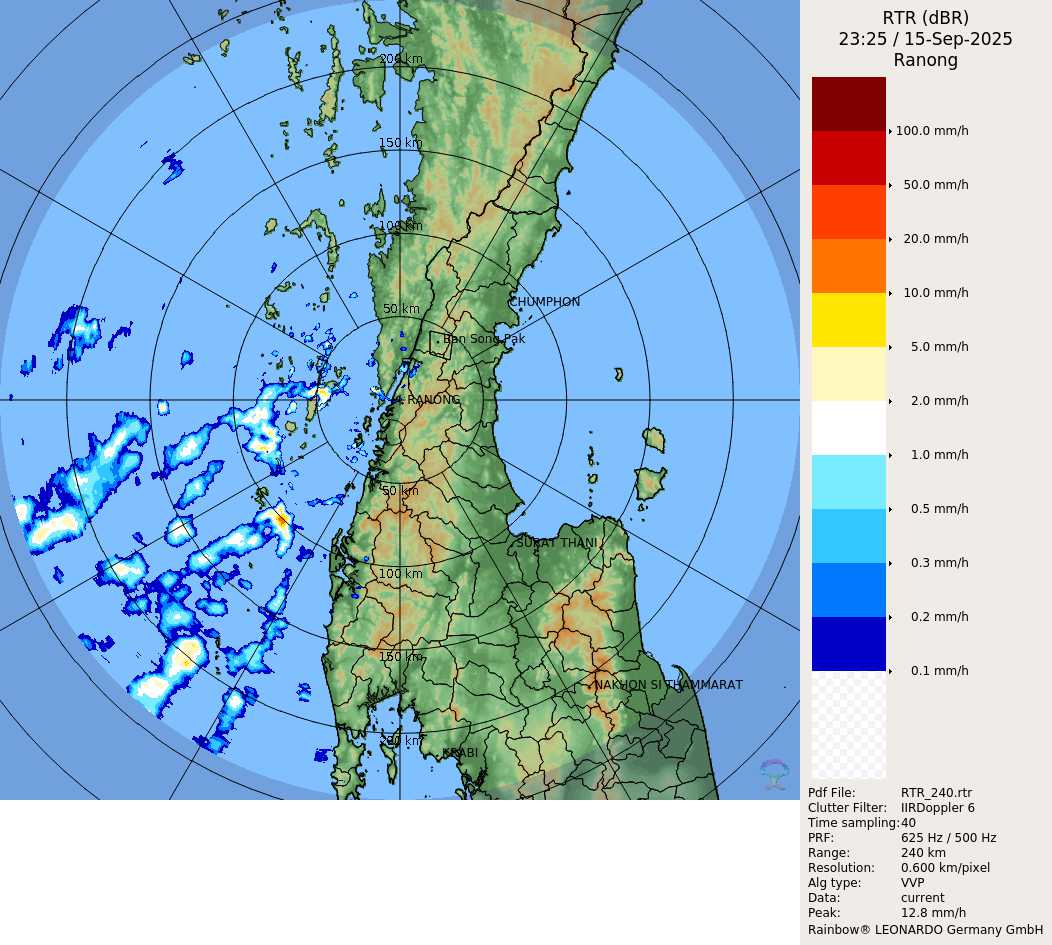 RTR (dBR)
23:25 / 15-Sep-2025
Ranong
100.0 mm/h
50.0 mm/h
20.0 mm/h
10.0 mm/h
5.0 mm/h
2.0 mm/h
1.0 mm/h
0.5 mm/h
0.3 mm/h
0.2 mm/h
0.1 mm/h
200 km
150 km
100 km
CHUMPHON
50 km
Ban Song Pak
RANONG
50 km
SURAT THANI
100 km
150 km
NAKHON SI THAMMARAT
200 km
KRABI
Pdf File: RTR_240.rtr
Clutter Filter: IIRDoppler 6
Time sampling:40
PRF: 625 Hz / 500 Hz
Range: 240 km
Resolution: 0.600 km/pixel
Alg type: VVP
Data: current
Peak: 12.8 mm/h
Rainbow® LEONARDO Germany GmbH